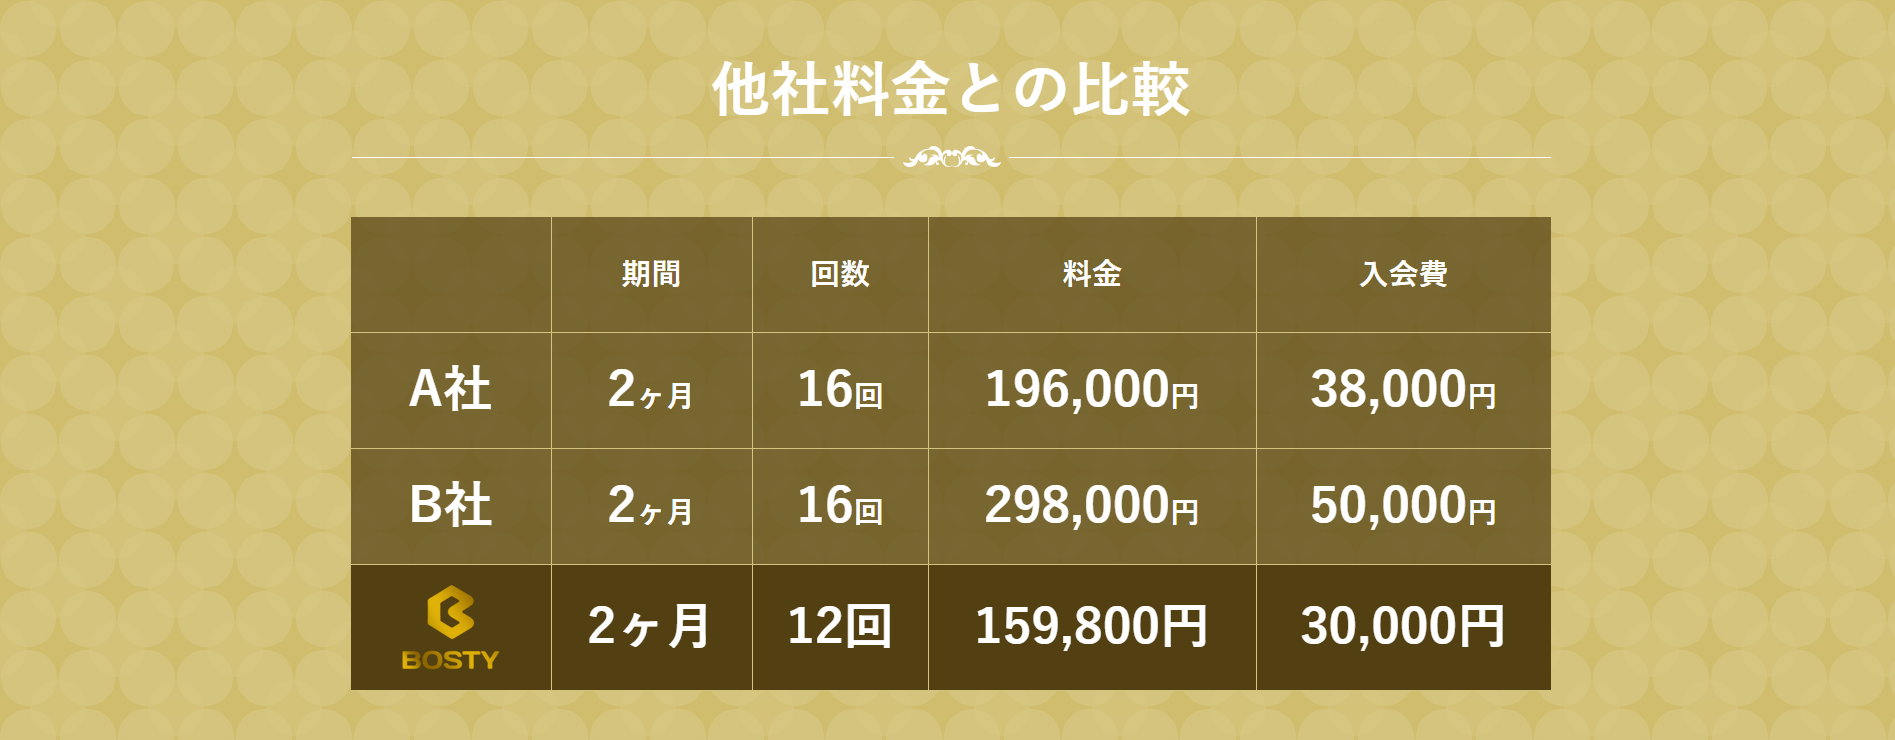 他社料金との比較
期間 回数 料金 入会費
A社 2ヶ月 16回 196,000円 38,000円
B社 2ヶ月 16回 298,000円 50,000円
BOSTY 2ヶ月 12回 159,800円 30,000円